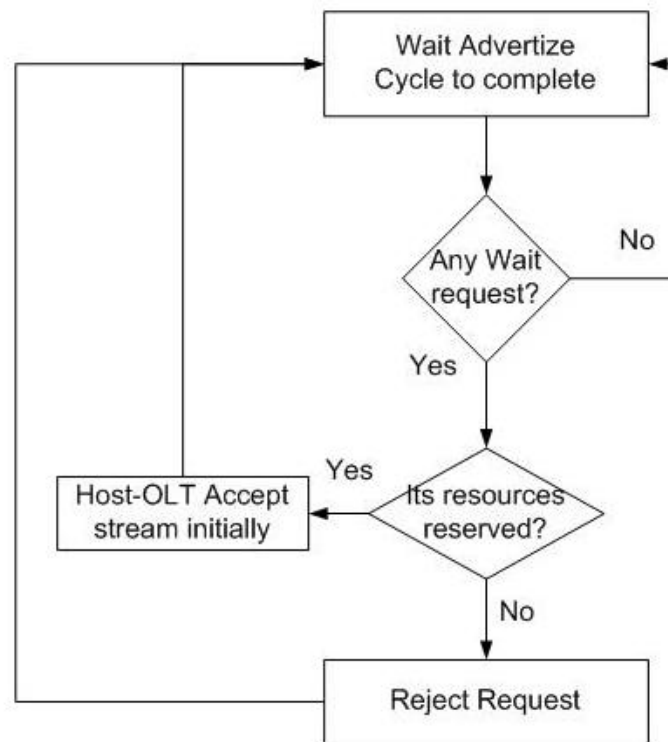 Wait Advertize
Cycle to complete
No
Any Wait
request?
Yes
Yes
Its resources
reserved?
Host-OLT Accept
stream initially
No
Reject Request